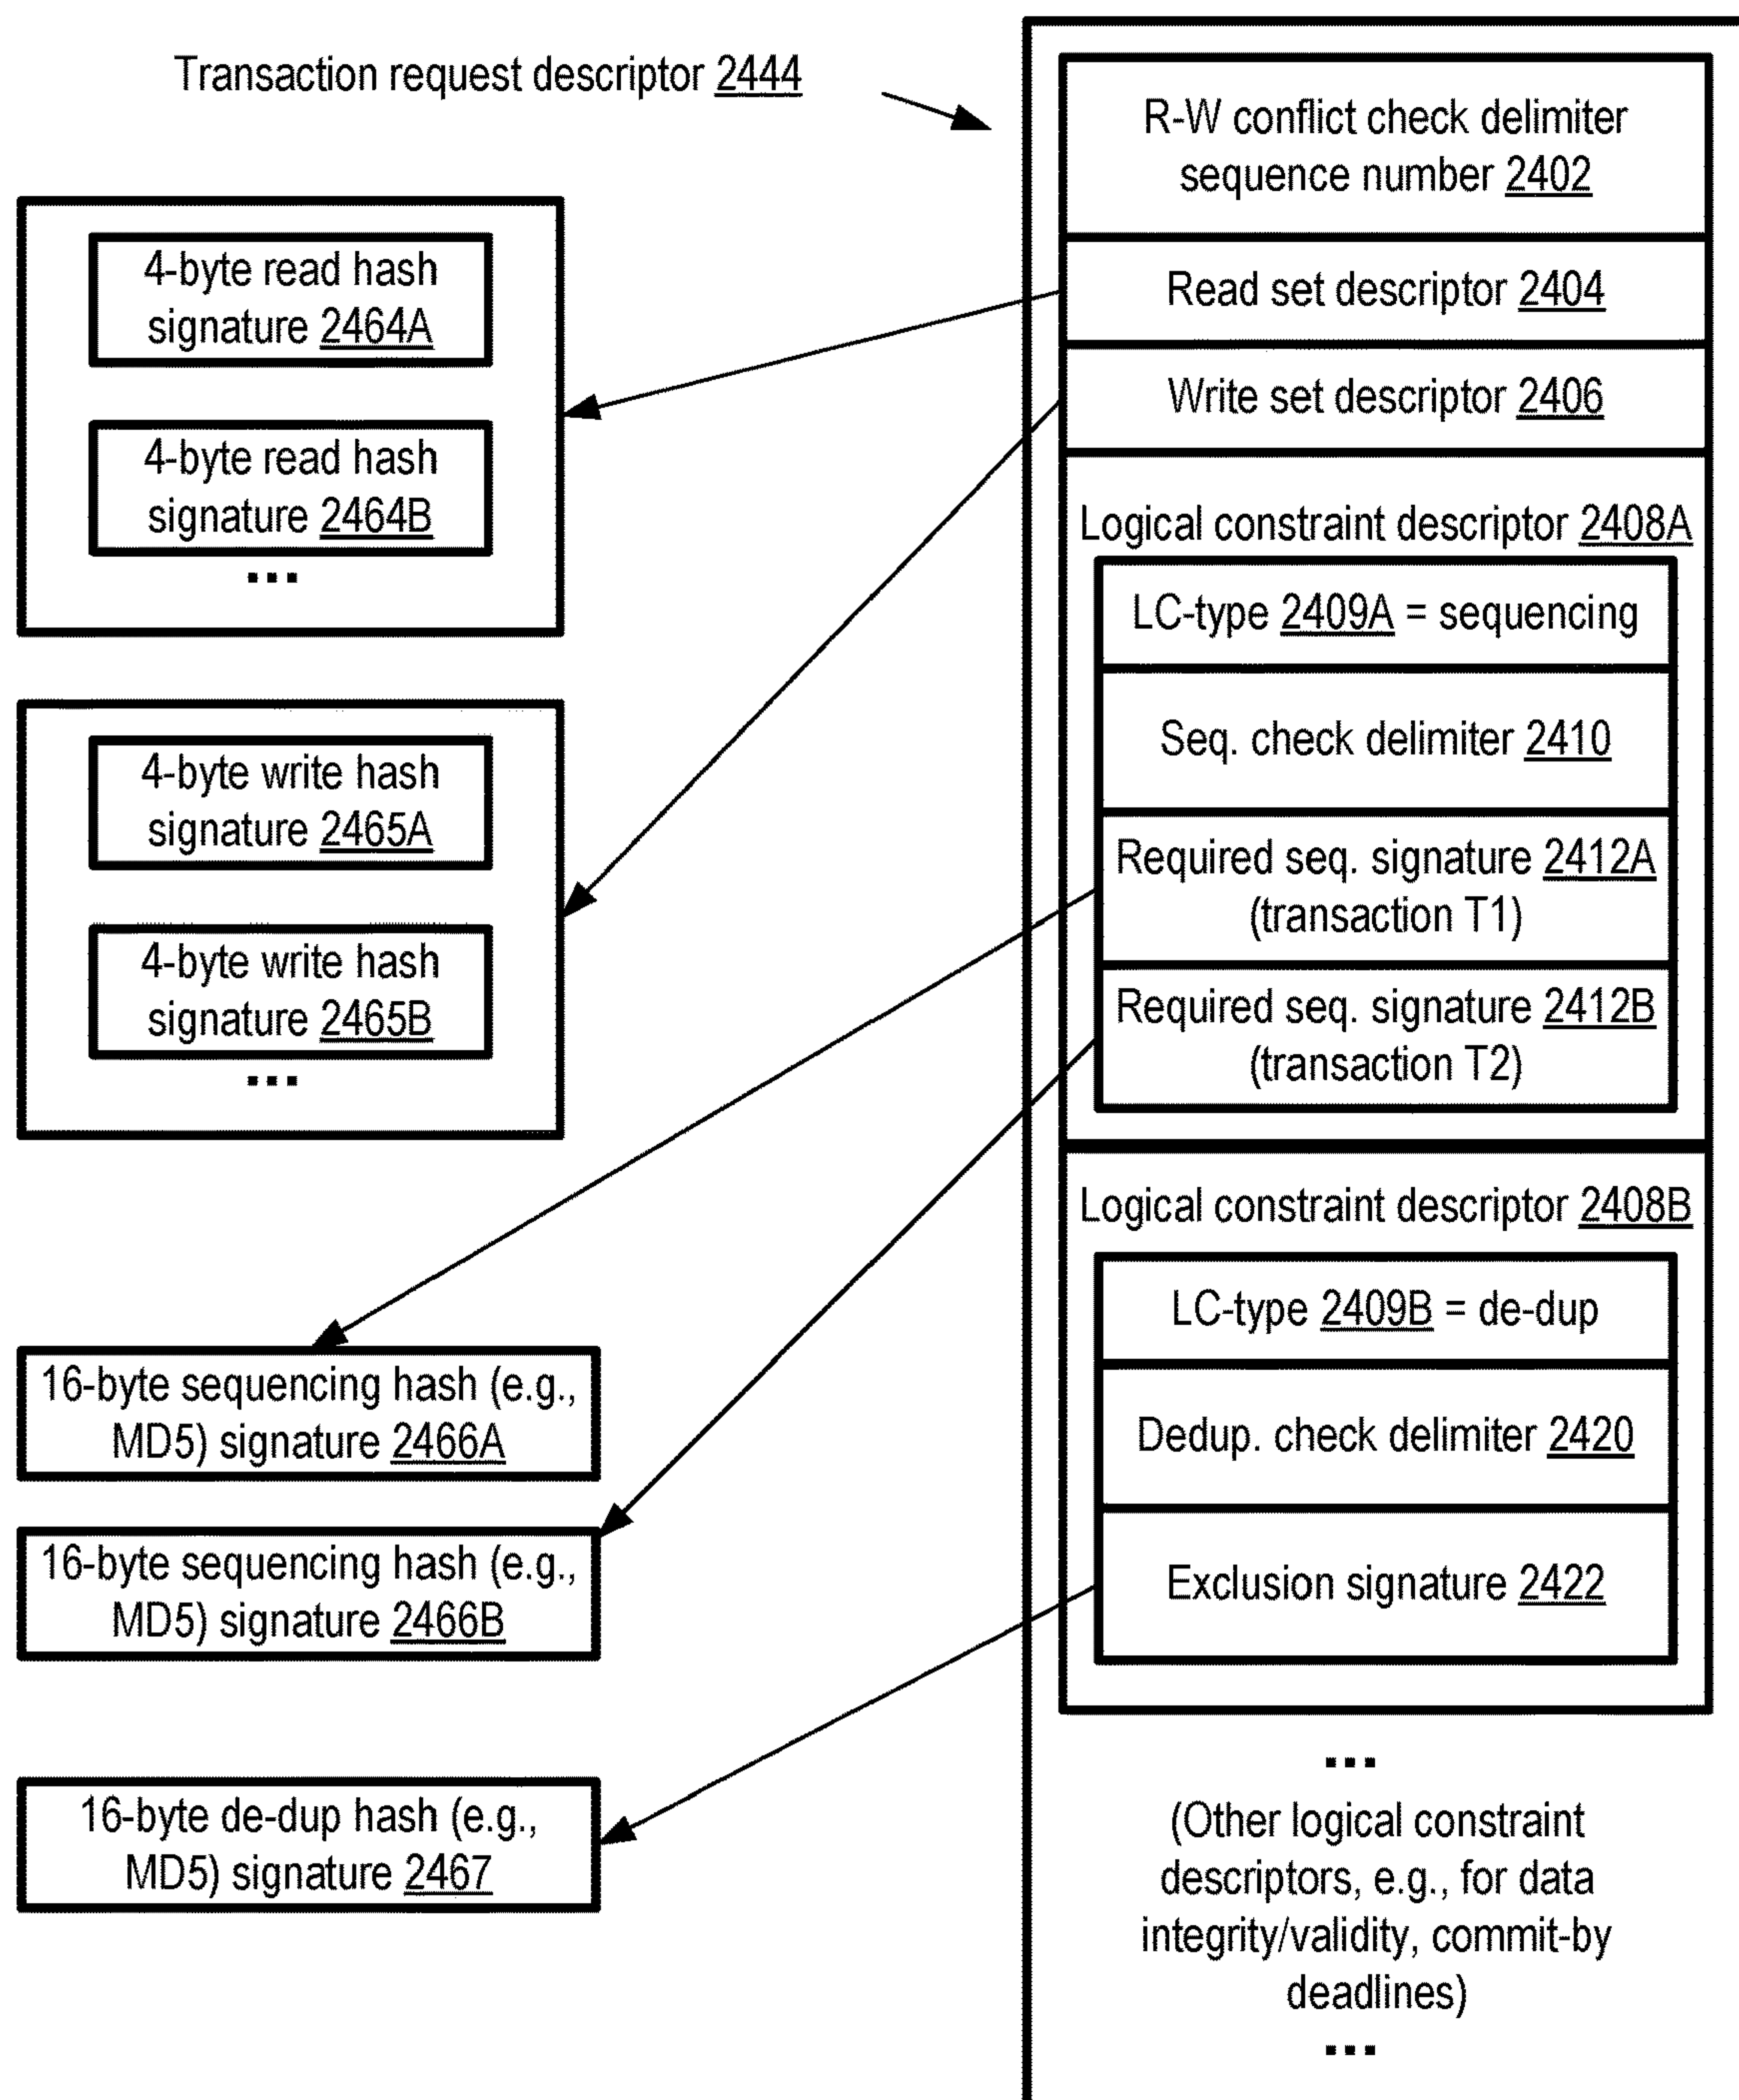 Transaction request descriptor 2444
R-W conflict check delimiter
sequence number 2402
Read set descriptor 2404
Write set descriptor 2406
Logical constraint descriptor 2408A
LC-type 2409A = sequencing
Seq. check delimiter 2410
Required seq. signature 2412A
(transaction T1)
Required seq. signature 2412B
(transaction T2)
Logical constraint descriptor 2408B
LC-type 2409B = de-dup
Dedup. check delimiter 2420
Exclusion signature 2422
...
(Other logical constraint
descriptors, e.g., for data
integrity/validity, commit-by
deadlines)
...
4-byte read hash
signature 2464A
4-byte read hash
signature 2464B
...
4-byte write hash
signature 2465A
4-byte write hash
signature 2465B
...
16-byte sequencing hash (e.g.,
MD5) signature 2466A
16-byte sequencing hash (e.g.,
MD5) signature 2466B
16-byte de-dup hash (e.g.,
MD5) signature 2467